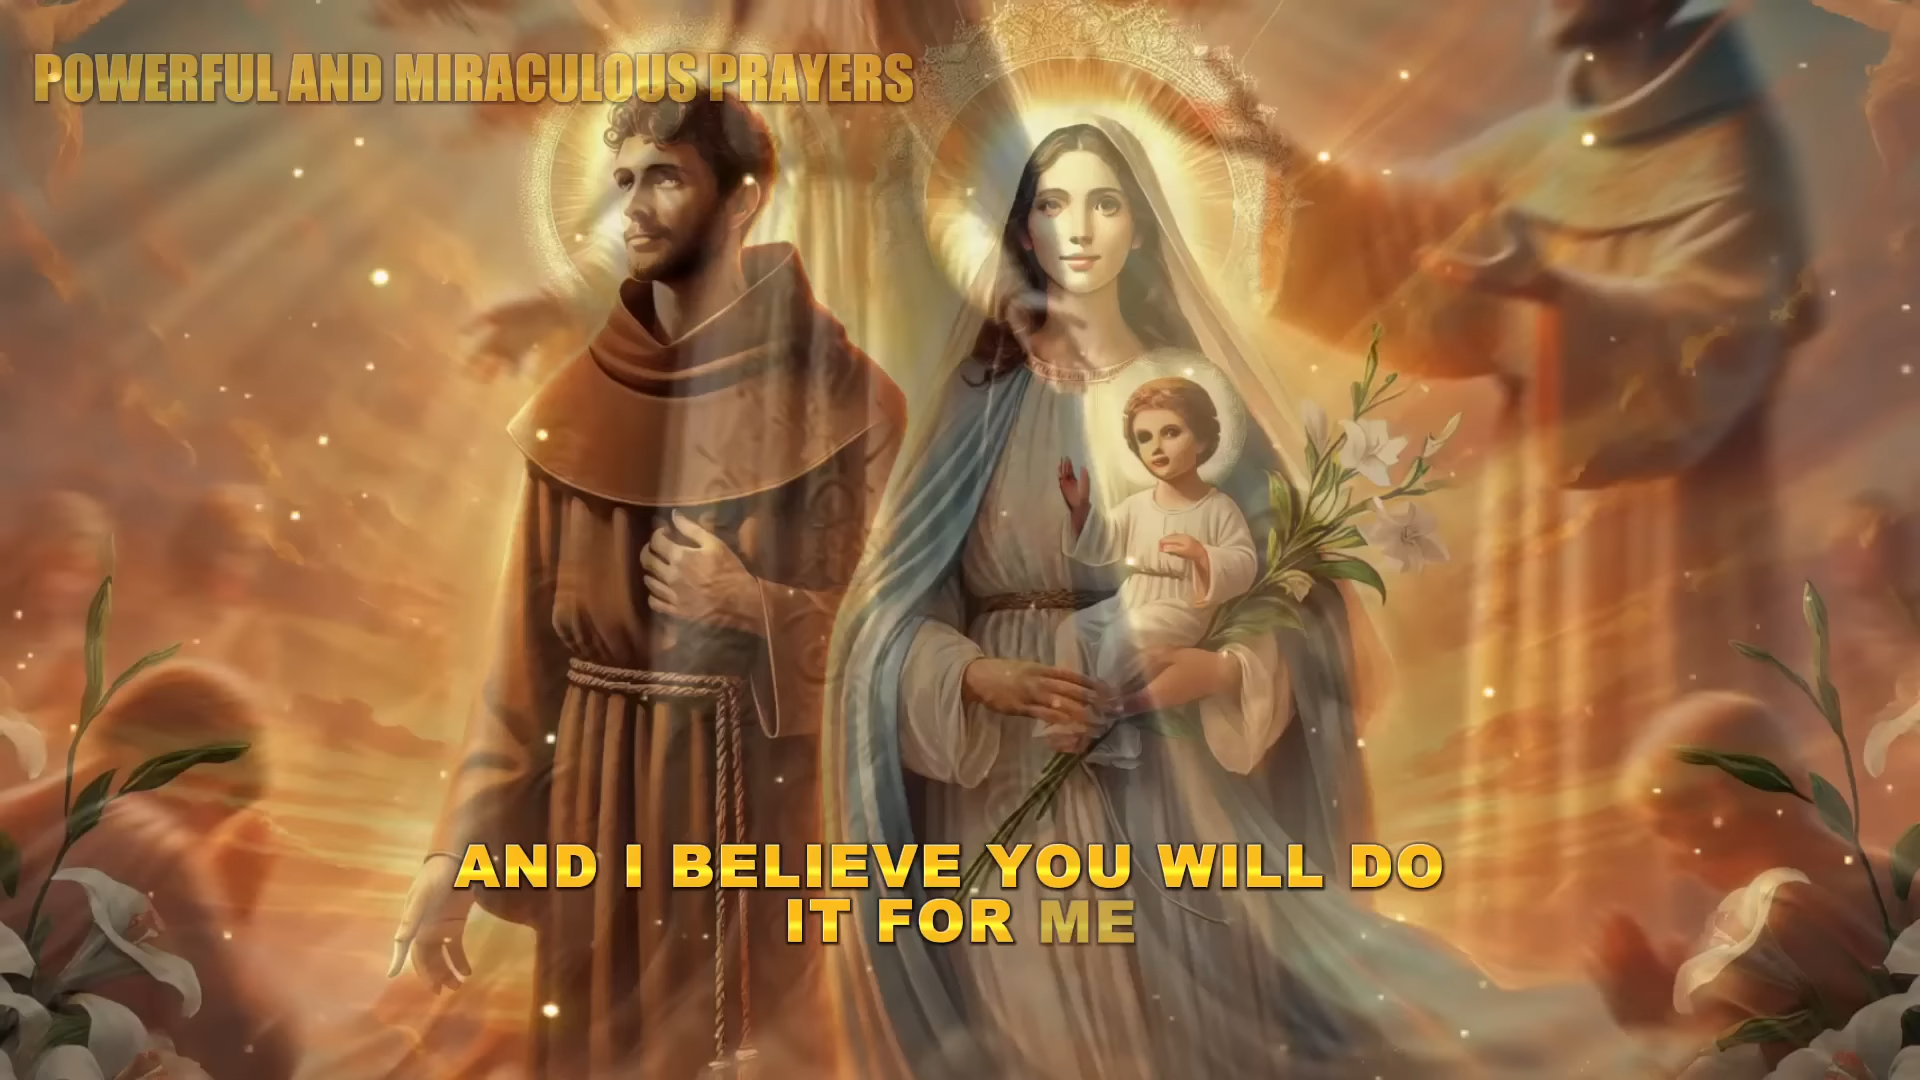 POWERFUL AND MIRACULOUS PRAYERS
AND I BELIEVE YOU WILL DO
IT FOR ME